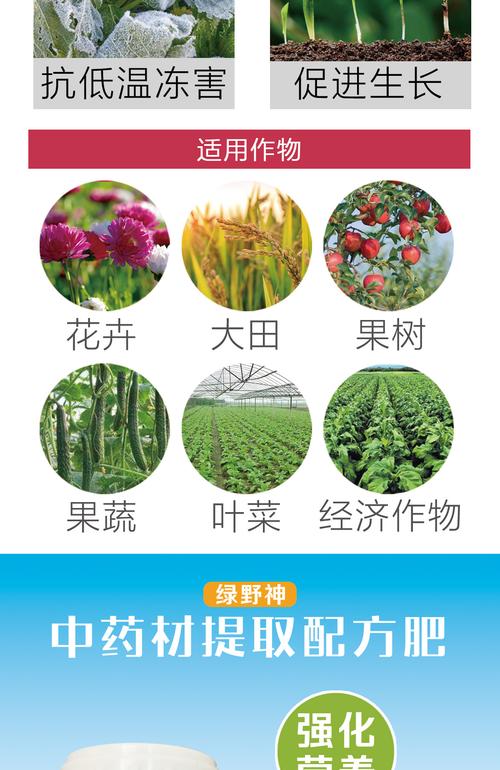 抗低温冻害
促进生长
适用作物
花卉
大田
果树
果蔬
叶菜
经济作物
绿野神
中药材提取配方肥
强化
营养